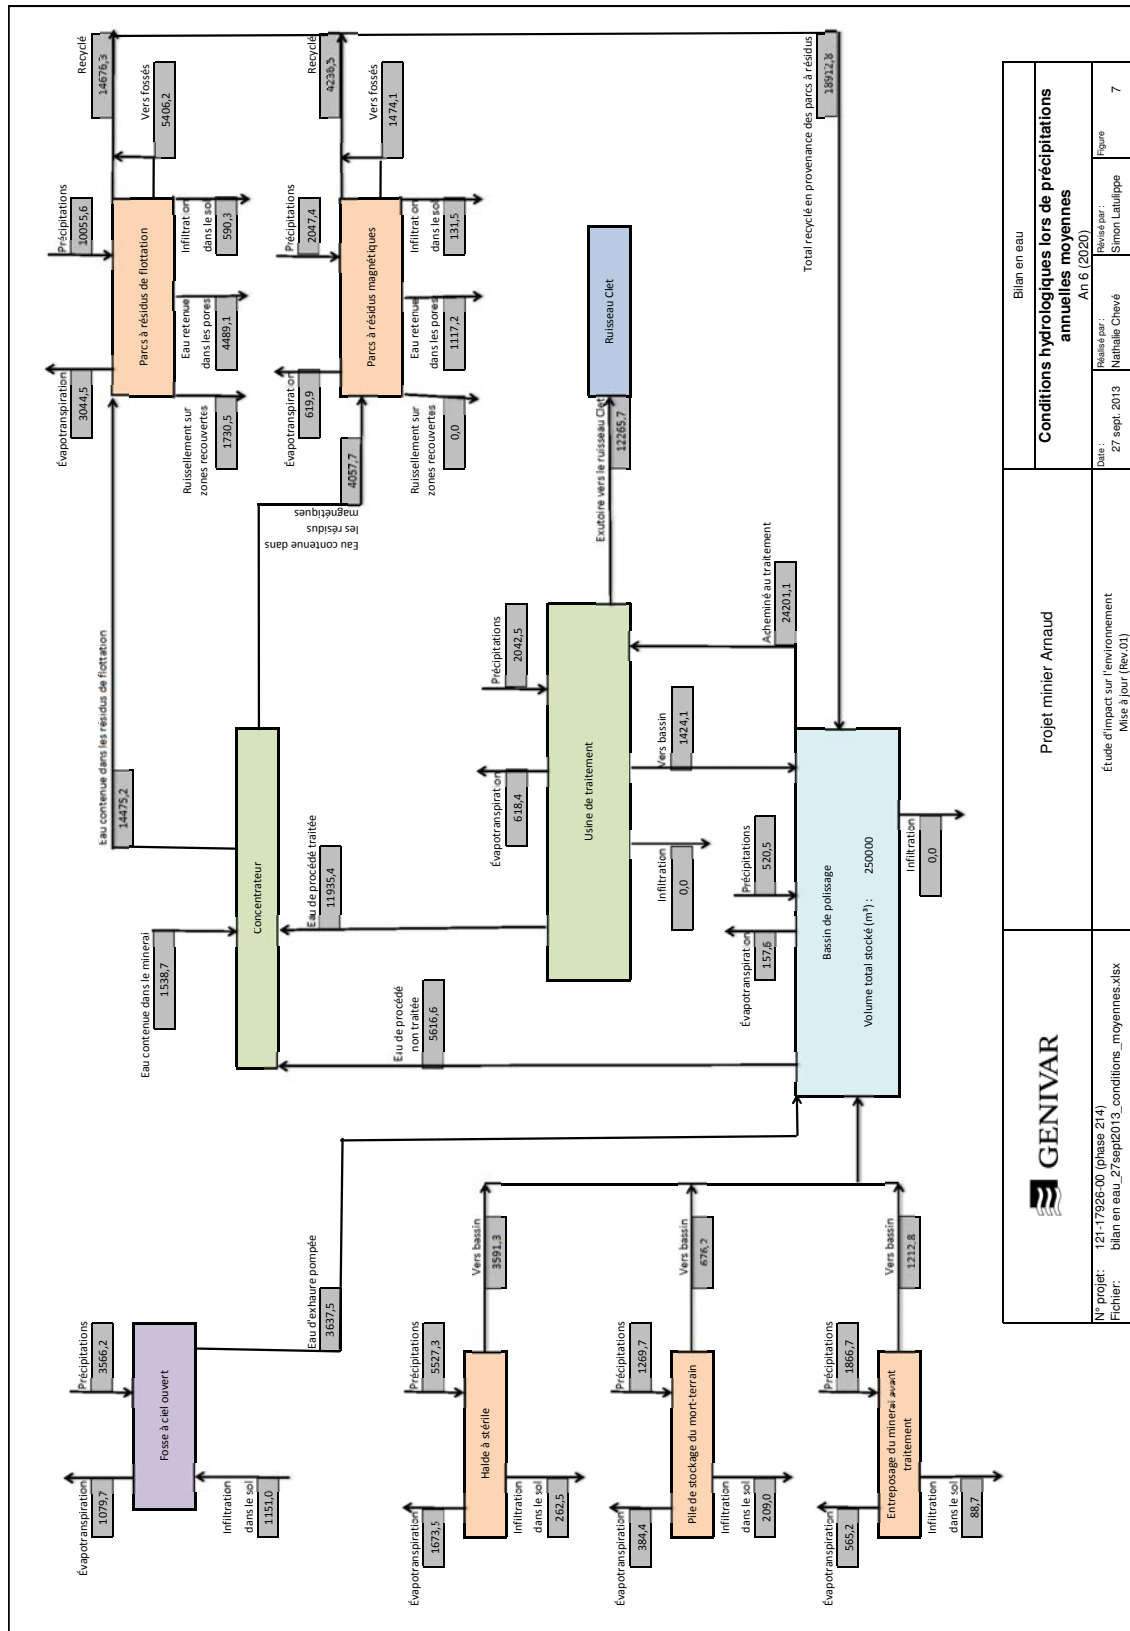 Évapotranspiration
1079,7
Précipitations
3566,2
Fosse à ciel ouvert
Infiltration
dans le sol
1151,0
Eau d'exhaure pompée
3637,5
Évapotranspiration
1673,5
Précipitations
5527,3
Halde à stérile
Infiltration
dans le sol
262,5
Vers bassin
3591,3
Évapotranspiration
384,4
Précipitations
1269,7
Pile de stockage du mort-terrain
Infiltration
dans le sol
209,0
Vers bassin
676,2
Évapotranspiration
565,2
Précipitations
1866,7
Entreposage du minerai avant
traitement
Infiltration
dans le sol
88,7
Vers bassin
1212,8
Eau contenue dans le minerai
1538,7
Concentrateur
Eau de procédé
non traitée
5616,6
Eau de procédé traitée
11935,4
Eau contenue dans les résidus de flottation
14475,2
Eau contenue dans
les résidus
magnétiques
4057,7
Évapotranspiration
618,4
Précipitations
2042,5
Usine de traitement
Infiltration
0,0
Vers bassin
1424,1
Acheminé au traitement
24201,1
Exutoire vers le ruisseau Clet
12265,7
Ruisseau Clet
Évapotranspiration
157,6
Précipitations
520,5
Bassin de polissage
Volume total stocké (m³) : 250000
Infiltration
0,0
Évapotranspiration
3044,5
Précipitations
10055,6
Parcs à résidus de flottation
Ruissellement sur
zones recouvertes
1730,5
Eau retenue
dans les pores
4489,1
Infiltration
dans le sol
590,3
Vers fossés
5406,2
Recyclé
14676,3
Évapotranspiration
619,9
Précipitations
2047,4
Parcs à résidus magnétiques
Ruissellement sur
zones recouvertes
0,0
Eau retenue
dans les pores
1117,2
Infiltration
dans le sol
131,5
Vers fossés
1474,1
Recyclé
4236,5
Total recyclé en provenance des parcs à résidus
18912,8
GENIVAR
N° projet: 121-17926-00 (phase 214)
Fichier: bilan en eau_27sept2013_conditions_moyennes.xlsx
Projet minier Arnaud
Étude d'impact sur l'environnement
Mise à jour (Rev.01)
Bilan en eau
Conditions hydrologiques lors de précipitations
annuelles moyennes
An 6 (2020)
Date :
27 sept. 2013
Réalisé par :
Nathalie Chevé
Révisé par :
Simon Latulippe
Figure
7